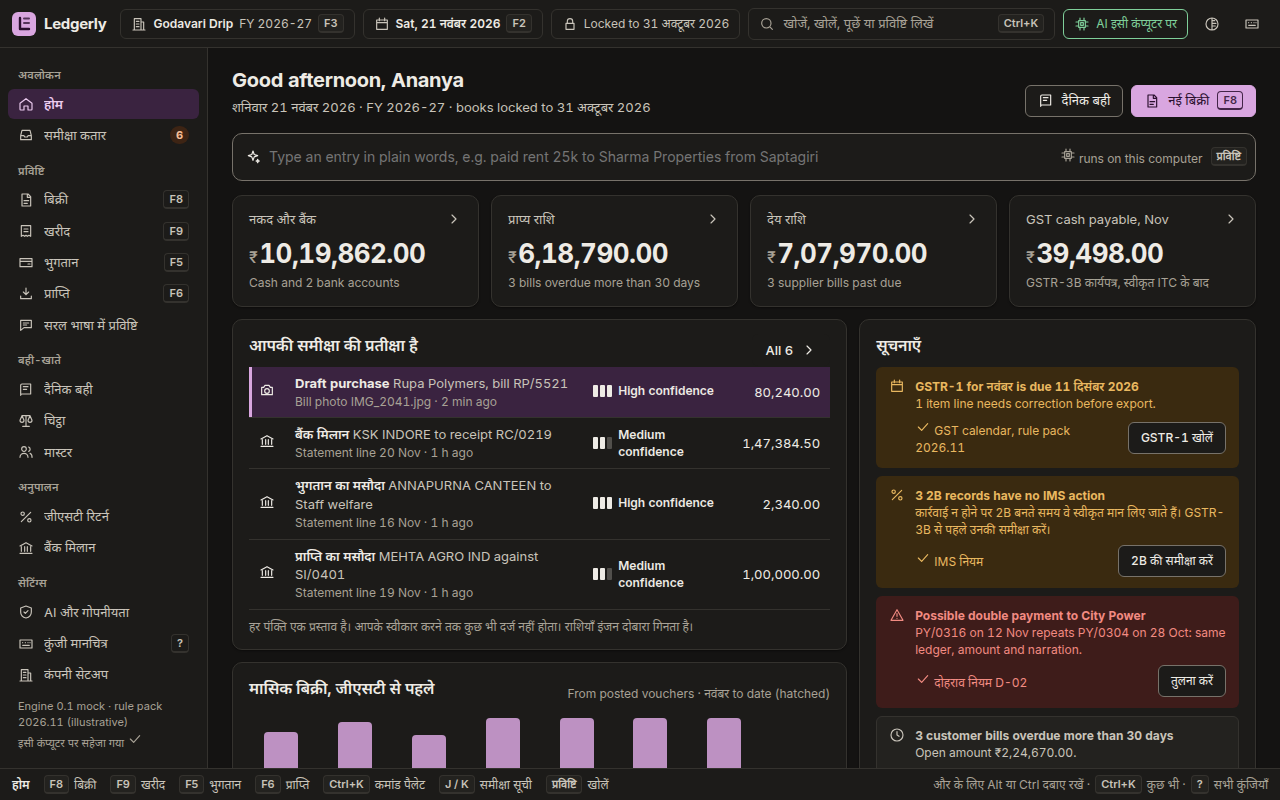 Ledgerly
Godavari Drip FY 2026-27 F3
Sat, 21 नवंबर 2026 F2
Locked to 31 अक्टूबर 2026
खोजें, खोलें, पूछें या प्रविष्टि लिखें Ctrl+K
AI इसी कंप्यूटर पर
अवलोकन
होम
समीक्षा कतार 6
प्रविष्टि
बिक्री F8
खरीद F9
भुगतान F5
प्राप्ति F6
सरल भाषा में प्रविष्टि
बही-खाते
दैनिक बही
चिट्ठा
मास्टर
अनुपालन
जीएसटी रिटर्न
बैंक मिलान
सेटिंग्स
AI और गोपनीयता
कुंजी मानचित्र ?
कंपनी सेटअप
Engine 0.1 mock · rule pack
2026.11 (illustrative)
इसी कंप्यूटर पर सहेजा गया
Good afternoon, Ananya
शनिवार 21 नवंबर 2026 · FY 2026-27 · books locked to 31 अक्टूबर 2026
दैनिक बही
नई बिक्री F8
Type an entry in plain words, e.g. paid rent 25k to Sharma Properties from Saptagiri
runs on this computer प्रविष्टि
नकद और बैंक
₹10,19,862.00
Cash and 2 bank accounts
प्राप्य राशि
₹6,18,790.00
3 bills overdue more than 30 days
देय राशि
₹7,07,970.00
3 supplier bills past due
GST cash payable, Nov
₹39,498.00
GSTR-3B कार्यपत्र, स्वीकृत ITC के बाद
आपकी समीक्षा की प्रतीक्षा है
All 6
Draft purchase Rupa Polymers, bill RP/5521
Bill photo IMG_2041.jpg · 2 min ago
High confidence
80,240.00
बैंक मिलान KSK INDORE to receipt RC/0219
Statement line 20 Nov · 1 h ago
Medium
confidence
1,47,384.50
भुगतान का मसौदा ANNAPURNA CANTEEN to
Staff welfare
Statement line 16 Nov · 1 h ago
High confidence
2,340.00
प्राप्ति का मसौदा MEHTA AGRO IND against
SI/0401
Statement line 19 Nov · 1 h ago
Medium
confidence
1,00,000.00
हर पंक्ति एक प्रस्ताव है। आपके स्वीकार करने तक कुछ भी दर्ज नहीं होता। राशियाँ इंजन दोबारा गिनता है।
मासिक बिक्री, जीएसटी से पहले
From posted vouchers · नवंबर to date (hatched)
सूचनाएँ
GSTR-1 for नवंबर is due 11 दिसंबर 2026
1 item line needs correction before export.
GST calendar, rule pack
2026.11
GSTR-1 खोलें
3 2B records have no IMS action
कार्रवाई न होने पर 2B बनते समय वे स्वीकृत मान लिए जाते हैं। GSTR-
3B से पहले उनकी समीक्षा करें।
IMS नियम
2B की समीक्षा करें
Possible double payment to City Power
PY/0316 on 12 Nov repeats PY/0304 on 28 Oct: same
ledger, amount and narration.
दोहराव नियम D-02
तुलना करें
3 customer bills overdue more than 30 days
Open amount ₹2,24,670.00.
होम F8 बिक्री F9 खरीद F5 भुगतान F6 प्राप्ति Ctrl+K कमांड पैलेट J / K समीक्षा सूची प्रविष्टि खोलें
और के लिए Alt या Ctrl दबाए रखें · Ctrl+K कुछ भी · ? सभी कुंजियाँ